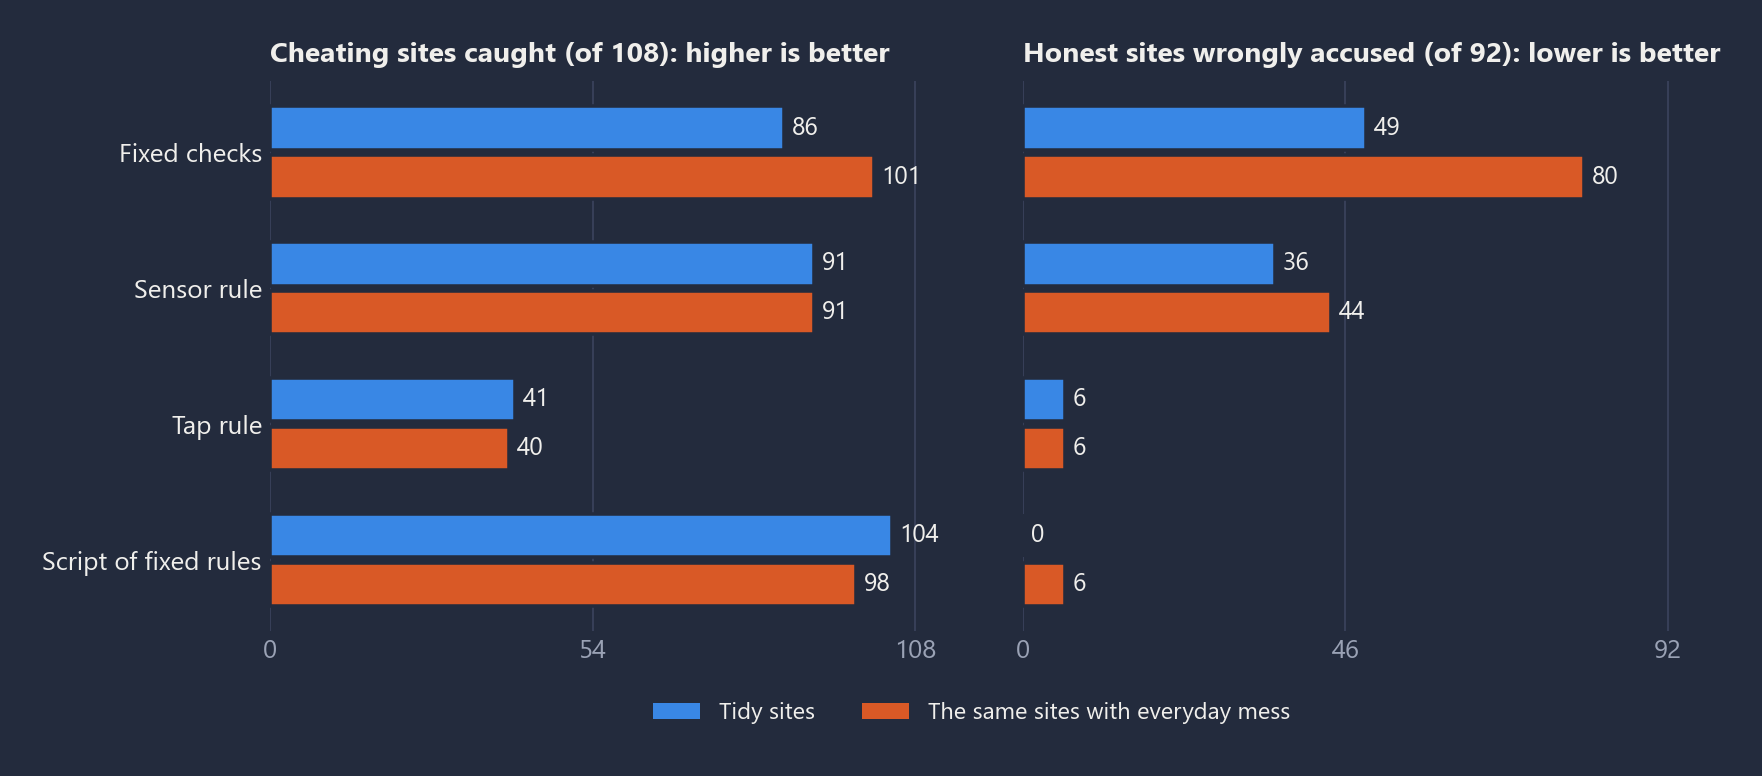 Cheating sites caught (of 108): higher is better
Honest sites wrongly accused (of 92): lower is better
Fixed checks
86
101
49
80
Sensor rule
91
91
36
44
Tap rule
41
40
6
6
Script of fixed rules
104
98
0
6
0
54
108
0
46
92
Tidy sites
The same sites with everyday mess